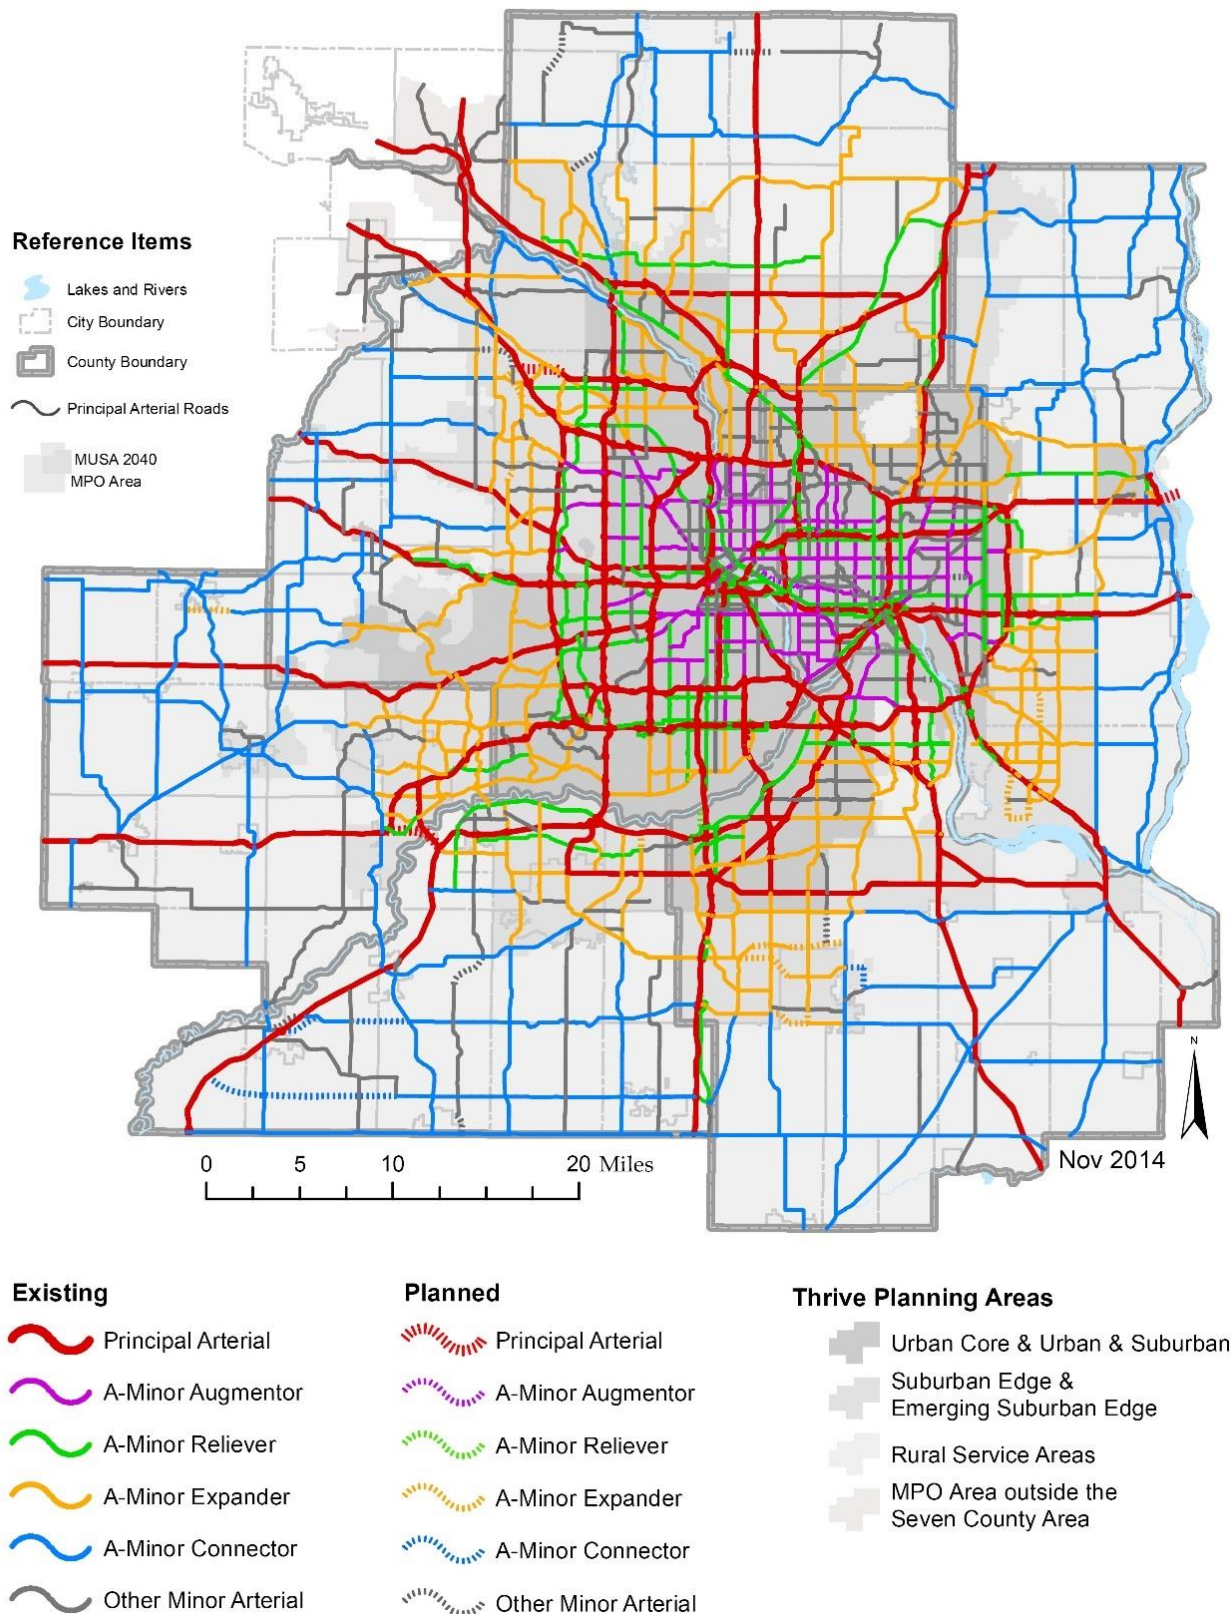 Reference Items
Lakes and Rivers
City Boundary
County Boundary
Principal Arterial Roads
MUSA 2040
MPO Area
N
Nov 2014
0 5 10 20 Miles
Existing
Principal Arterial
A-Minor Augmentor
A-Minor Reliever
A-Minor Expander
A-Minor Connector
Other Minor Arterial
Planned
Principal Arterial
A-Minor Augmentor
A-Minor Reliever
A-Minor Expander
A-Minor Connector
Other Minor Arterial
Thrive Planning Areas
Urban Core & Urban & Suburban
Suburban Edge &
Emerging Suburban Edge
Rural Service Areas
MPO Area outside the
Seven County Area